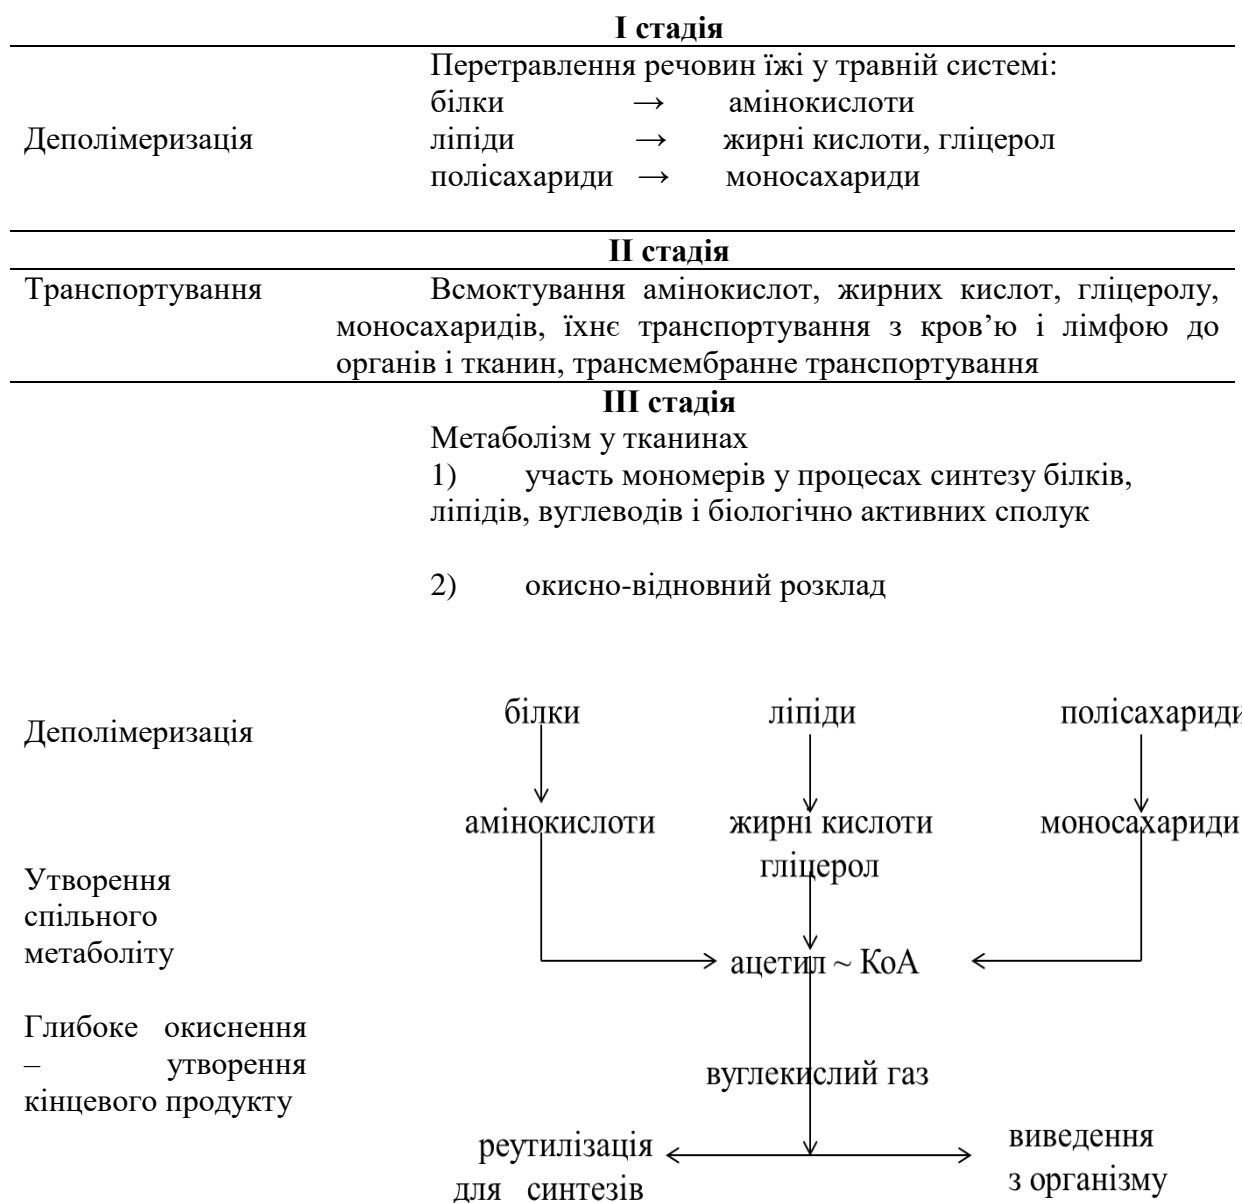 І стадія
Перетравлення речовин їжі у травній системі:
білки → амінокислоти
Деполімеризація ліпіди → жирні кислоти, гліцерол
полісахариди → моносахариди
ІІ стадія
Транспортування Всмоктування амінокислот, жирних кислот, гліцеролу,
моносахаридів, їхнє транспортування з кров’ю і лімфою до
органів і тканин, трансмембранне транспортування
ІІІ стадія
Метаболізм у тканинах
1) участь мономерів у процесах синтезу білків,
ліпідів, вуглеводів і біологічно активних сполук
2) окисно-відновний розклад
білки ліпіди полісахариди
Деполімеризація
амінокислоти жирні кислоти моносахариди
гліцерол
Утворення
спільного
метаболіту
ацетил ~ КоА
Глибоке окиснення
– утворення
кінцевого продукту
вуглекислий газ
реутилізація
для синтезів
виведення
з організму